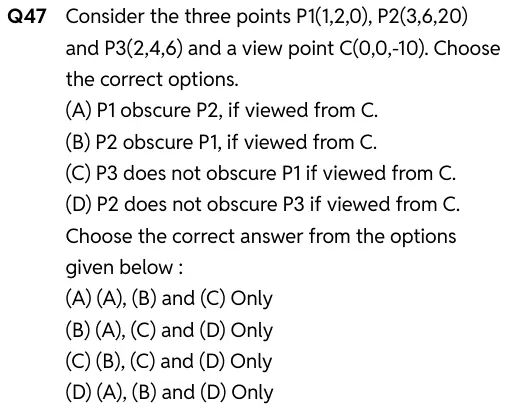 Q47 Consider the three points P1(1,2,0), P2(3,6,20)
and P3(2,4,6) and a view point C(0,0,-10). Choose
the correct options.
(A) P1 obscure P2, if viewed from C.
(B) P2 obscure P1, if viewed from C.
(C) P3 does not obscure P1 if viewed from C.
(D) P2 does not obscure P3 if viewed from C.
Choose the correct answer from the options
given below :
(A) (A), (B) and (C) Only
(B) (A), (C) and (D) Only
(C) (B), (C) and (D) Only
(D) (A), (B) and (D) Only